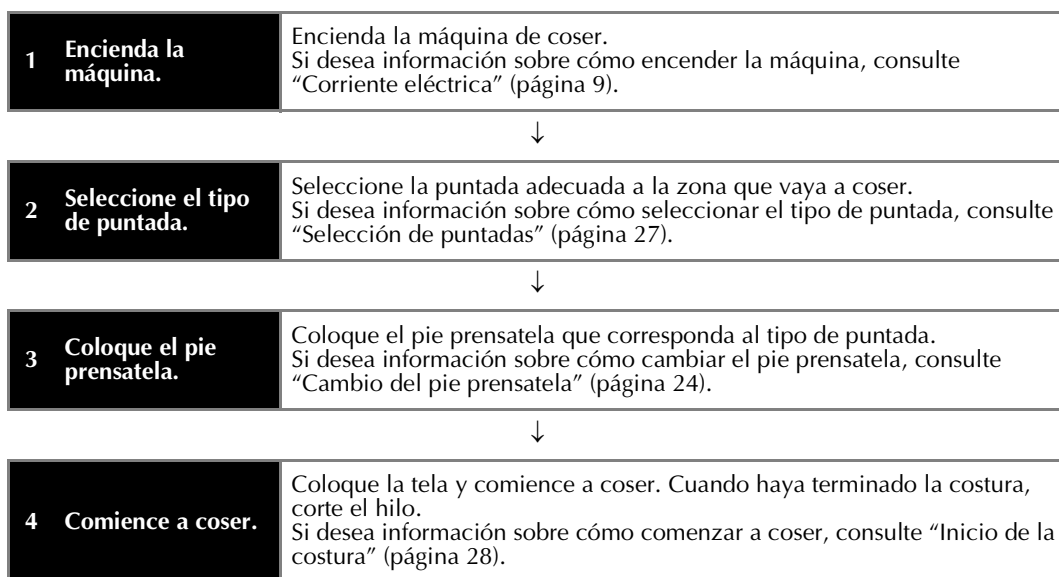 1 Encienda la
máquina.
Encienda la máquina de coser.
Si desea información sobre cómo encender la máquina, consulte
“Corriente eléctrica” (página 9).
↓
2 Seleccione el tipo
de puntada.
Seleccione la puntada adecuada a la zona que vaya a coser.
Si desea información sobre cómo seleccionar el tipo de puntada, consulte
“Selección de puntadas” (página 27).
↓
3 Coloque el pie
prensatela.
Coloque el pie prensatela que corresponda al tipo de puntada.
Si desea información sobre cómo cambiar el pie prensatela, consulte
“Cambio del pie prensatela” (página 24).
↓
4 Comience a coser.
Coloque la tela y comience a coser. Cuando haya terminado la costura,
corte el hilo.
Si desea información sobre cómo comenzar a coser, consulte “Inicio de la
costura” (página 28).